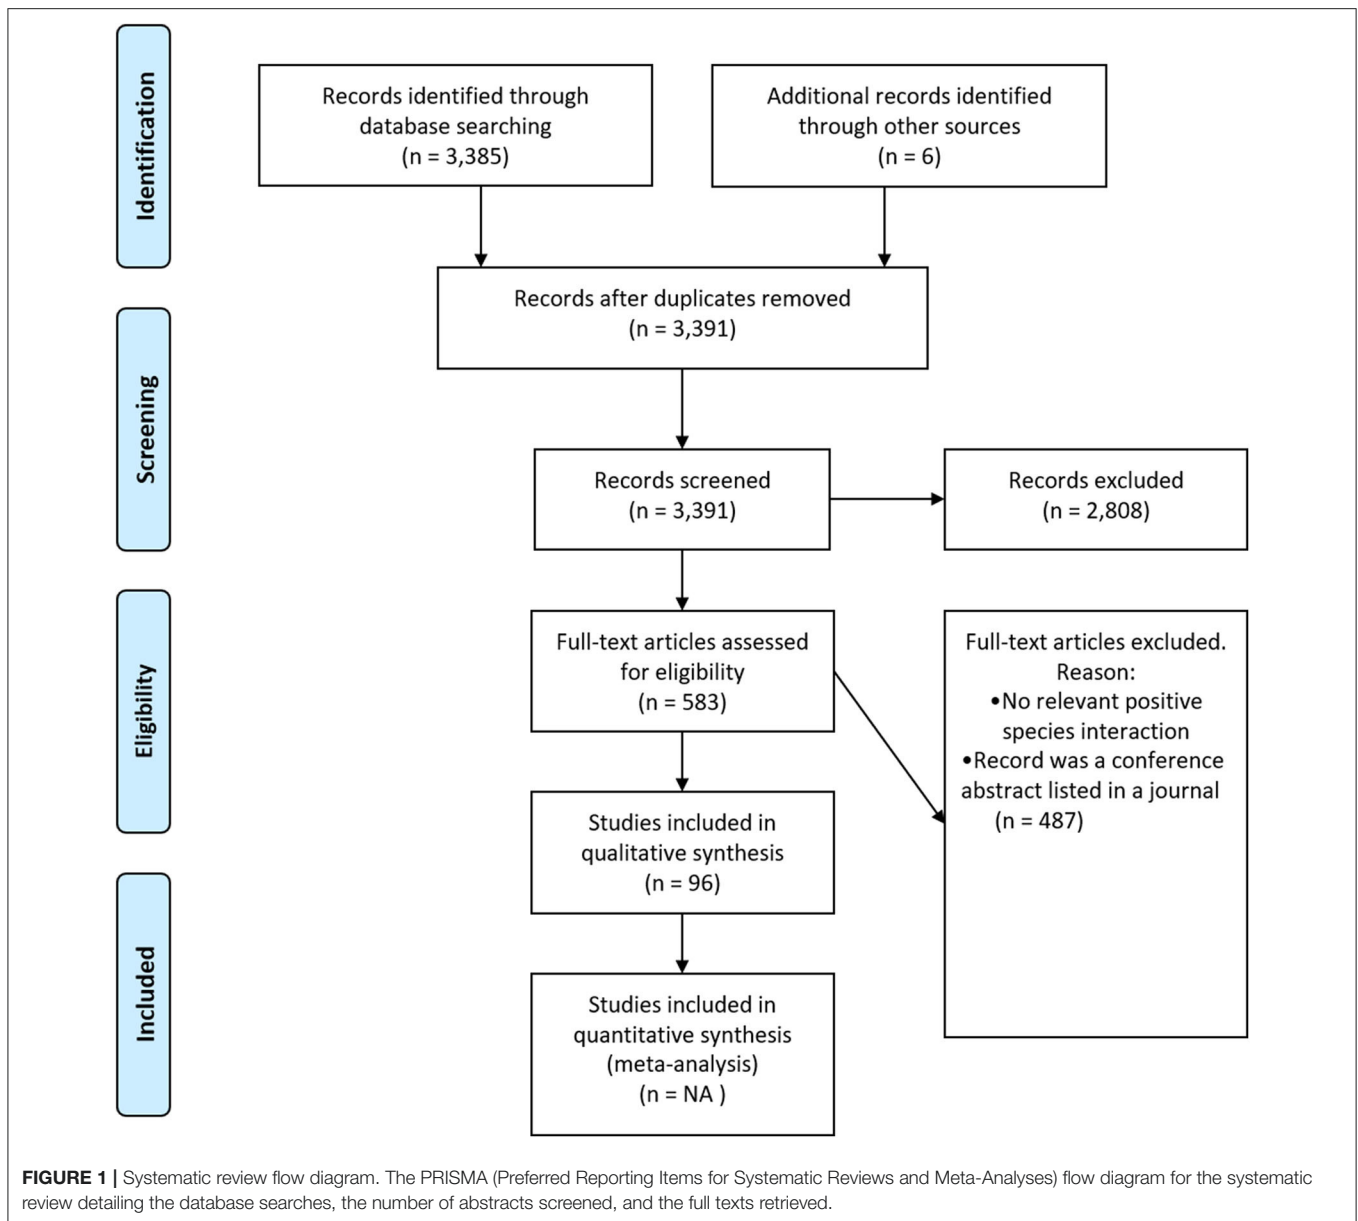 Identification
Records identified through
database searching
(n = 3,385)
Additional records identified
through other sources
(n = 6)
Records after duplicates removed
(n = 3,391)
Screening
Records screened
(n = 3,391)
Records excluded
(n = 2,808)
Eligibility
Full-text articles assessed
for eligibility
(n = 583)
Full-text articles excluded.
Reason:
•No relevant positive
species interaction
•Record was a conference
abstract listed in a journal
(n = 487)
Studies included in
qualitative synthesis
(n = 96)
Included
Studies included in
quantitative synthesis
(meta-analysis)
(n = NA )
FIGURE 1 | Systematic review flow diagram. The PRISMA (Preferred Reporting Items for Systematic Reviews and Meta-Analyses) flow diagram for the systematic
review detailing the database searches, the number of abstracts screened, and the full texts retrieved.